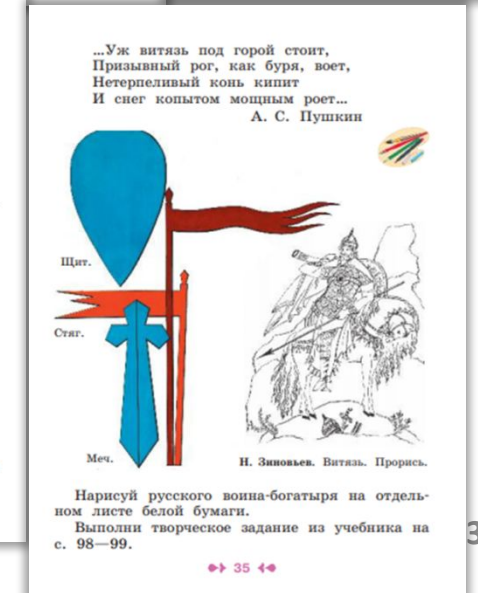 …Уж витязь под горой стоит,
Призывный рог, как буря, воет,
Нетерпеливый конь кипит
И снег копытом мощным роет…
А. С. Пушкин
Щит.
Стяг.
Меч.
Н. Зиновьев. Витязь. Прорись.
Нарисуй русского воина-богатыря на отдель-
ном листе белой бумаги.
Выполни творческое задание из учебника на
с. 98—99.
35
3